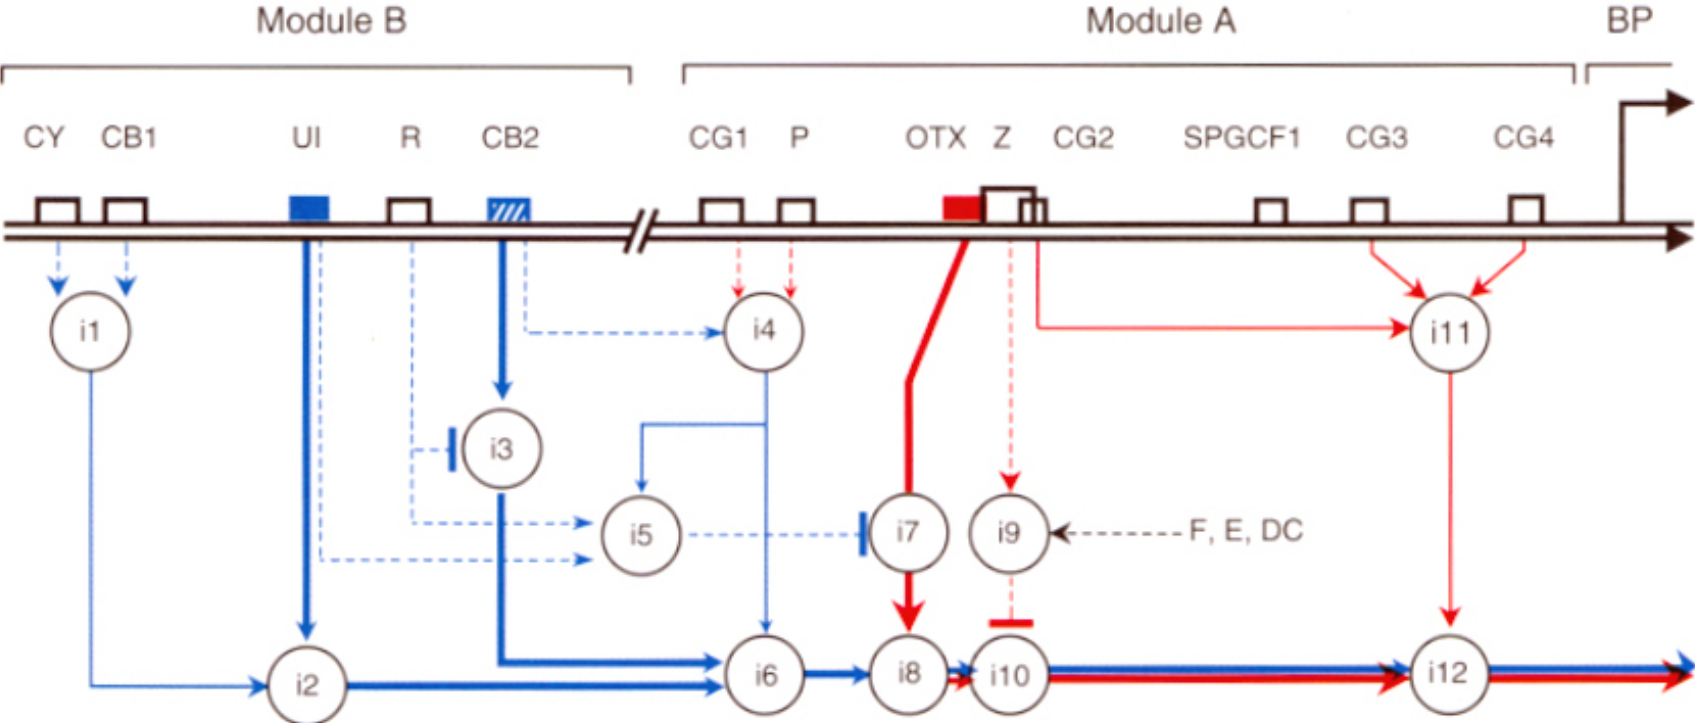 Module B Module A BP
CY CB1 UI R CB2 CG1 P OTX Z CG2 SPGCF1 CG3 CG4
i1 i4 i11
i3
i5 i7 i9 F, E, DC
i2 i6 i8 i10 i12